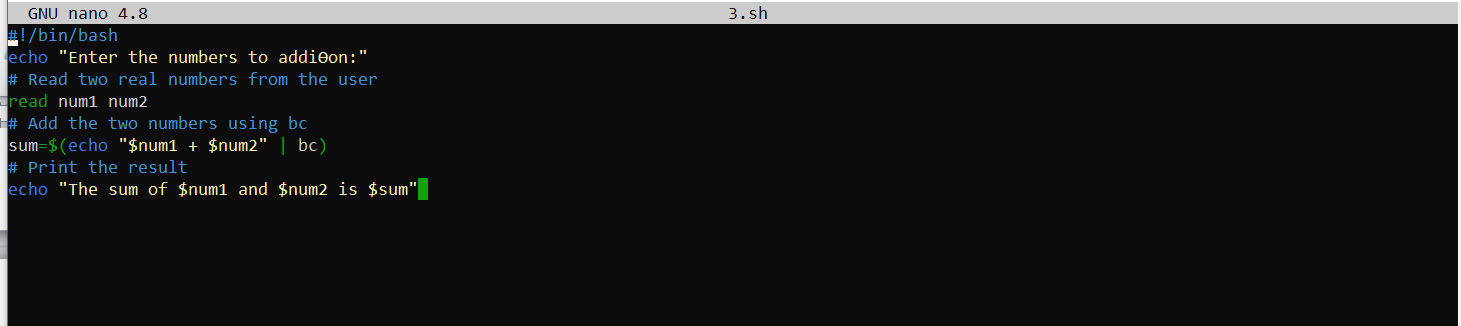 GNU nano 4.8 3.sh
#!/bin/bash
echo "Enter the numbers to addiƟon:"
# Read two real numbers from the user
read num1 num2
# Add the two numbers using bc
sum=$(echo "$num1 + $num2" | bc)
# Print the result
echo "The sum of $num1 and $num2 is $sum"